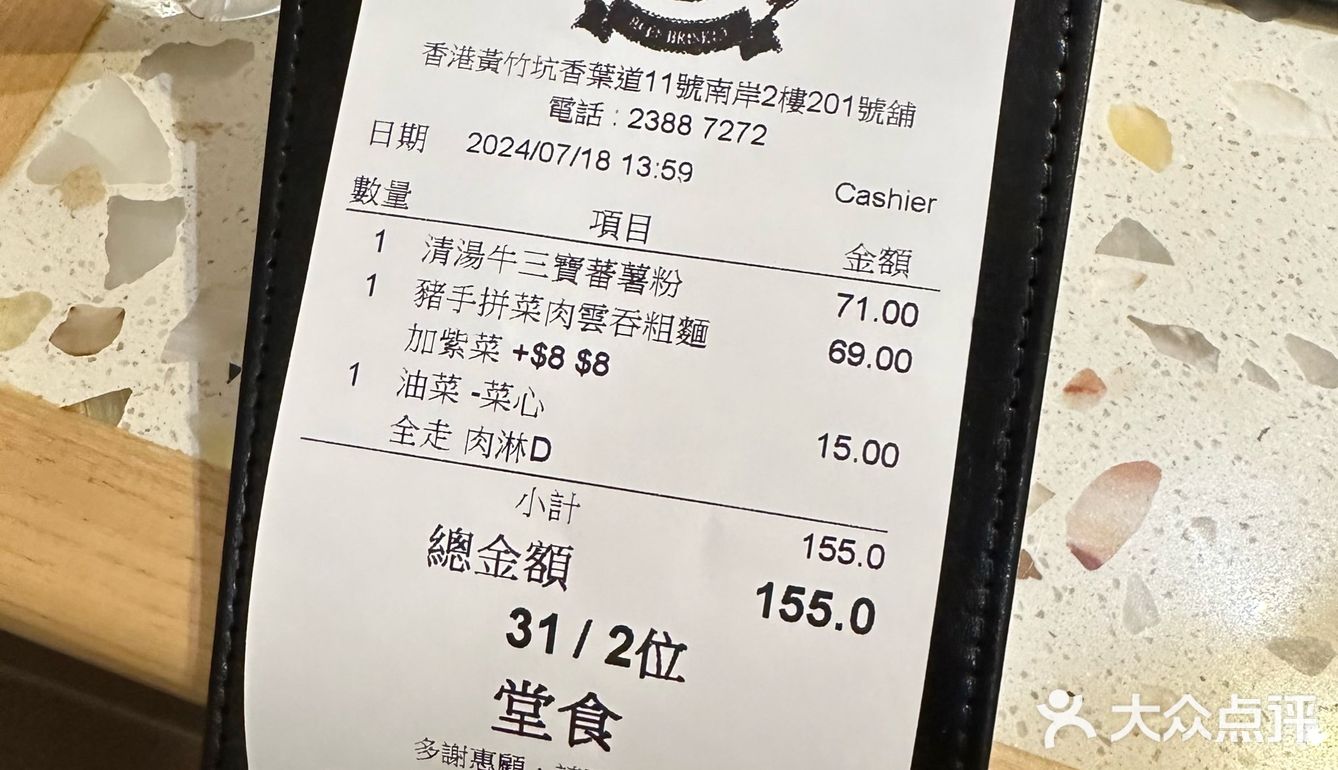 香港黃竹坑香葉道11號南岸2樓201號舖
電話 : 2388 7272
日期 2024/07/18 13:59 Cashier
數量 項目 金額
1 清湯牛三寶蕃薯粉 71.00
1 豬手拼菜肉雲吞粗麵 69.00
加紫菜 +$8 $8
1 油菜 -菜心 15.00
全走 肉淋D
小計 155.0
總金額 155.0
31 / 2位
堂食
多謝惠顧，
大众点评